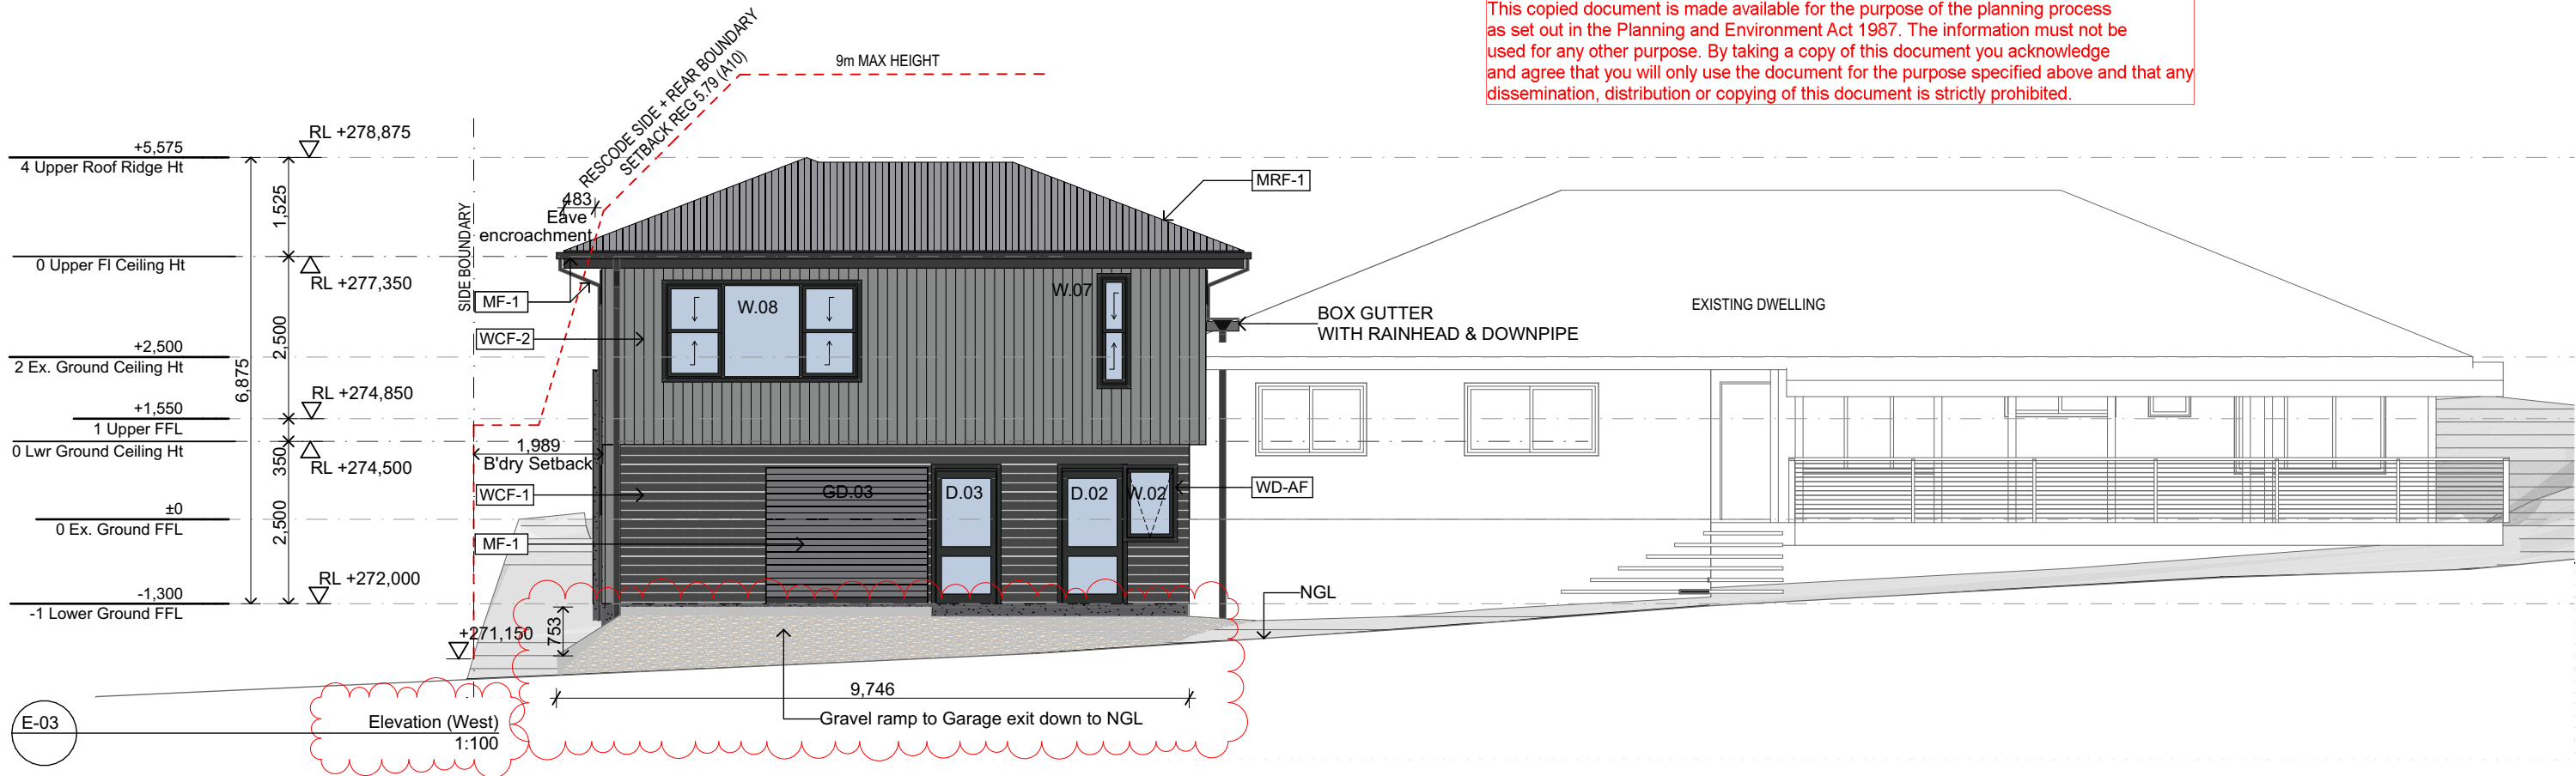 This copied document is made available for the purpose of the planning process
as set out in the Planning and Environment Act 1987. The information must not be
used for any other purpose. By taking a copy of this document you acknowledge
and agree that you will only use the document for the purpose specified above and that any
dissemination, distribution or copying of this document is strictly prohibited.
9m MAX HEIGHT
RESCODE SIDE + REAR BOUNDARY
SETBACK REG 5.79 (A10)
RL +278,875
+5,575
4 Upper Roof Ridge Ht
1,525
483
Eave
encroachment
SIDE BOUNDARY
MRF-1
0 Upper Fl Ceiling Ht
RL +277,350
MF-1
W.08
W.07
EXISTING DWELLING
BOX GUTTER
WITH RAINHEAD & DOWNPIPE
WCF-2
2,500
+2,500
2 Ex. Ground Ceiling Ht
6,875
RL +274,850
+1,550
1 Upper FFL
0 Lwr Ground Ceiling Ht
350
RL +274,500
1,989
B'dry Setback
WCF-1
GD.03
D.03
D.02
W.02
WD-AF
±0
0 Ex. Ground FFL
2,500
MF-1
RL +272,000
-1,300
-1 Lower Ground FFL
NGL
+271,150
753
9,746
Gravel ramp to Garage exit down to NGL
E-03
Elevation (West)
1:100